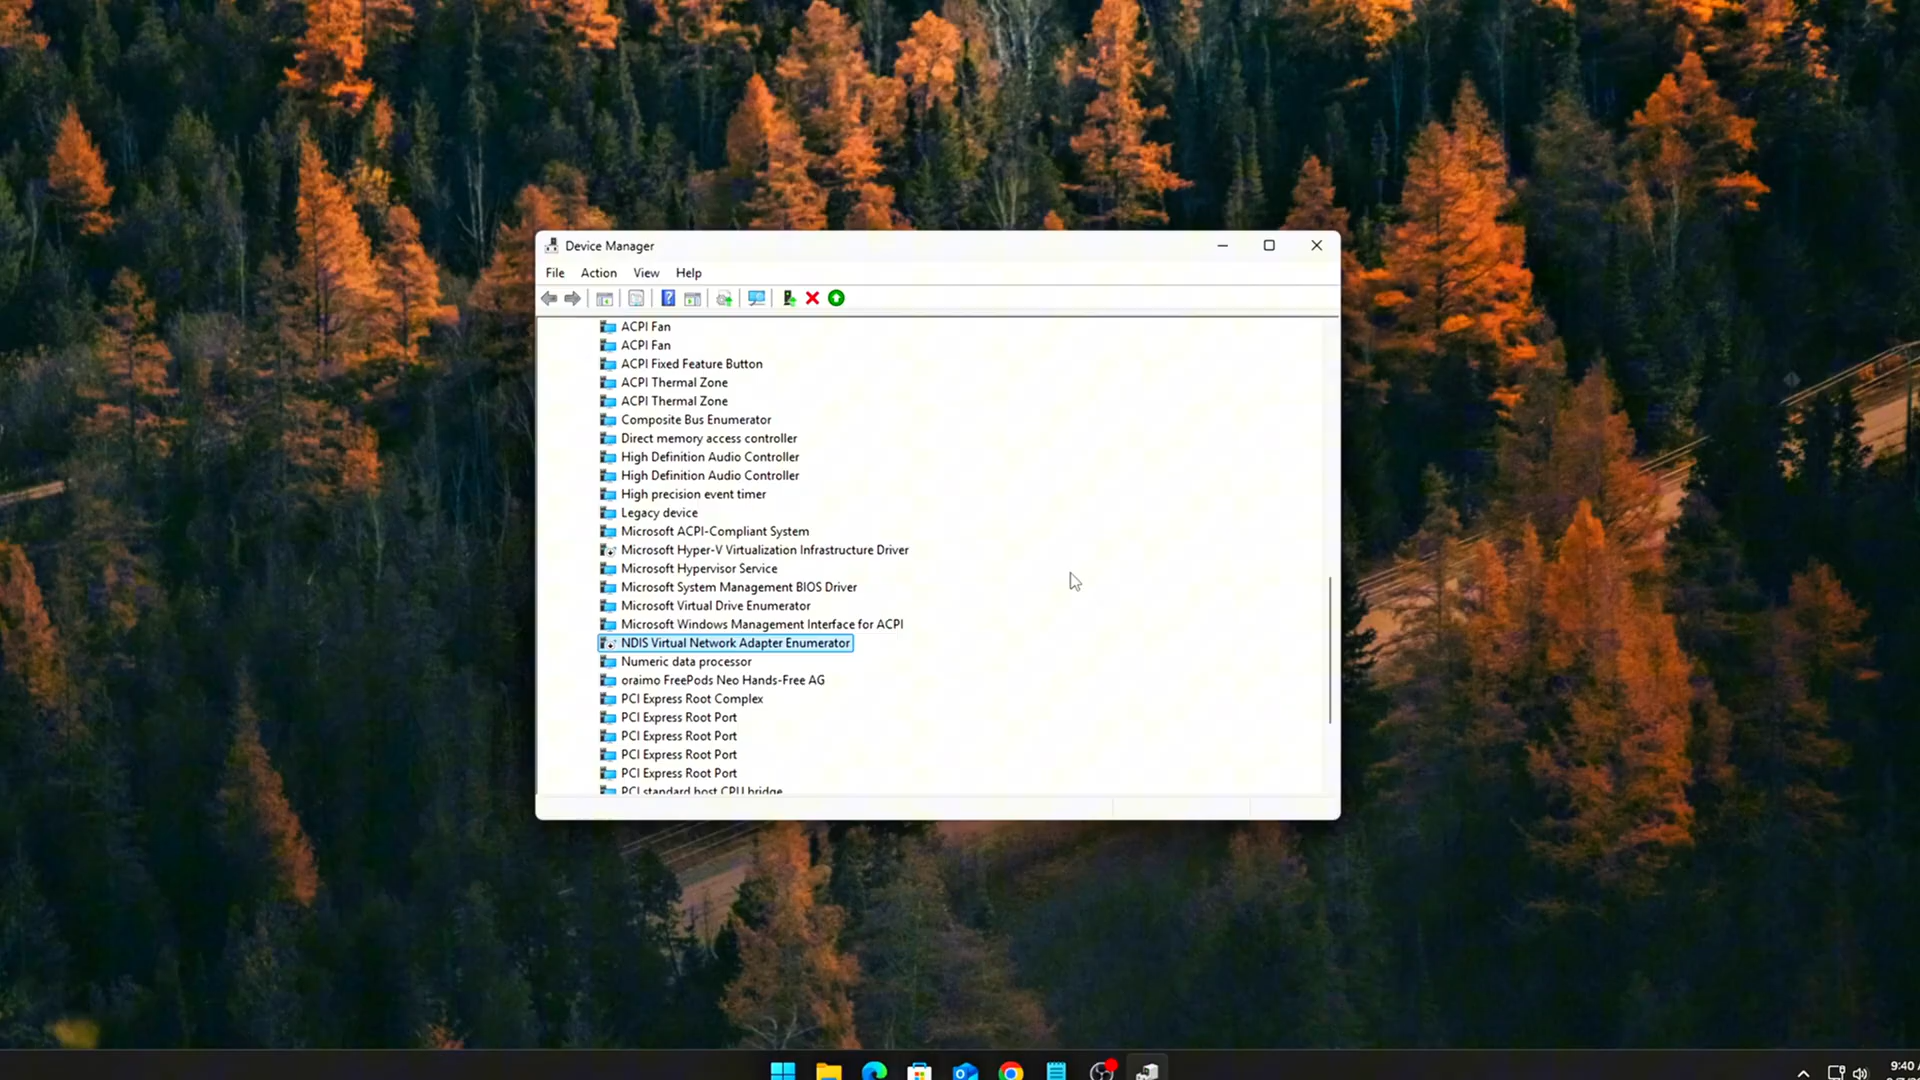 Device Manager
File Action View Help
ACPI Fan
ACPI Fan
ACPI Fixed Feature Button
ACPI Thermal Zone
ACPI Thermal Zone
Composite Bus Enumerator
Direct memory access controller
High Definition Audio Controller
High Definition Audio Controller
High precision event timer
Legacy device
Microsoft ACPI-Compliant System
Microsoft Hyper-V Virtualization Infrastructure Driver
Microsoft Hypervisor Service
Microsoft System Management BIOS Driver
Microsoft Virtual Drive Enumerator
Microsoft Windows Management Interface for ACPI
NDIS Virtual Network Adapter Enumerator
Numeric data processor
oraimo FreePods Neo Hands-Free AG
PCI Express Root Complex
PCI Express Root Port
PCI Express Root Port
PCI Express Root Port
PCI Express Root Port
PCI standard host CPU bridge
9:40